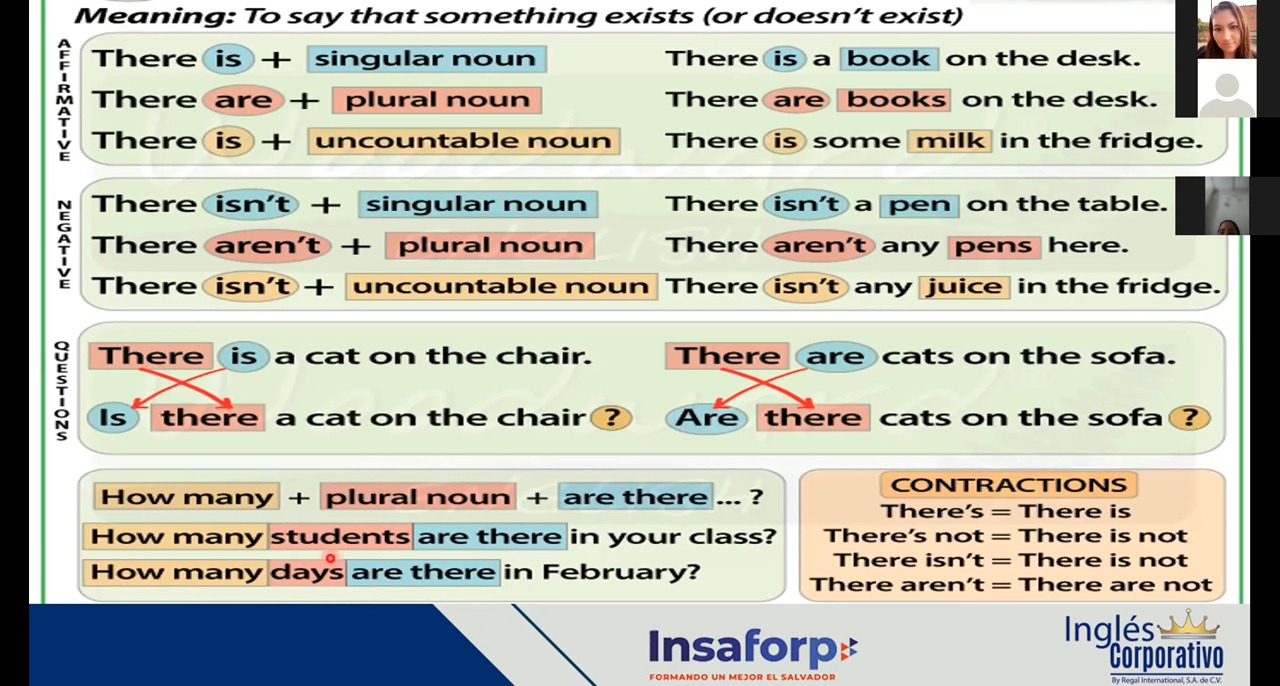 Meaning: To say that something exists (or doesn't exist)
AFFIRMATIVE
There is + singular noun
There is a book on the desk.
There are + plural noun
There are books on the desk.
There is + uncountable noun
There is some milk in the fridge.
NEGATIVE
There isn't + singular noun
There isn't a pen on the table.
There aren't + plural noun
There aren't any pens here.
There isn't + uncountable noun
There isn't any juice in the fridge.
QUESTIONS
There is a cat on the chair.
Is there a cat on the chair ?
There are cats on the sofa.
Are there cats on the sofa ?
How many + plural noun + are there ... ?
How many students are there in your class?
How many days are there in February?
CONTRACTIONS
There's = There is
There's not = There is not
There isn't = There is not
There aren't = There are not
Insaforp
FORMANDO UN MEJOR EL SALVADOR
Inglés
Corporativo
By Regal International, S.A. de C.V.